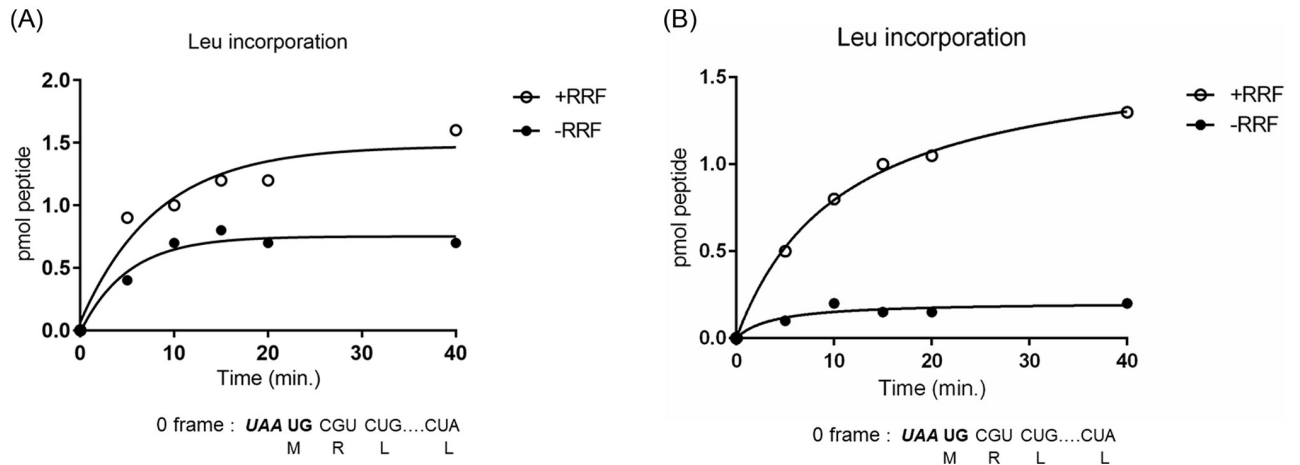 (A)
Leu incorporation
2.0
1.5
1.0
0.5
0.0
pmol peptide
0 10 20 30 40
Time (min.)
+RRF
-RRF
0 frame : UAA UG CGU CUG....CUA
M R L L
(B)
Leu incorporation
1.5
1.0
0.5
0.0
pmol peptide
0 10 20 30 40
Time (min.)
+RRF
-RRF
0 frame : UAA UG CGU CUG....CUA
M R L L